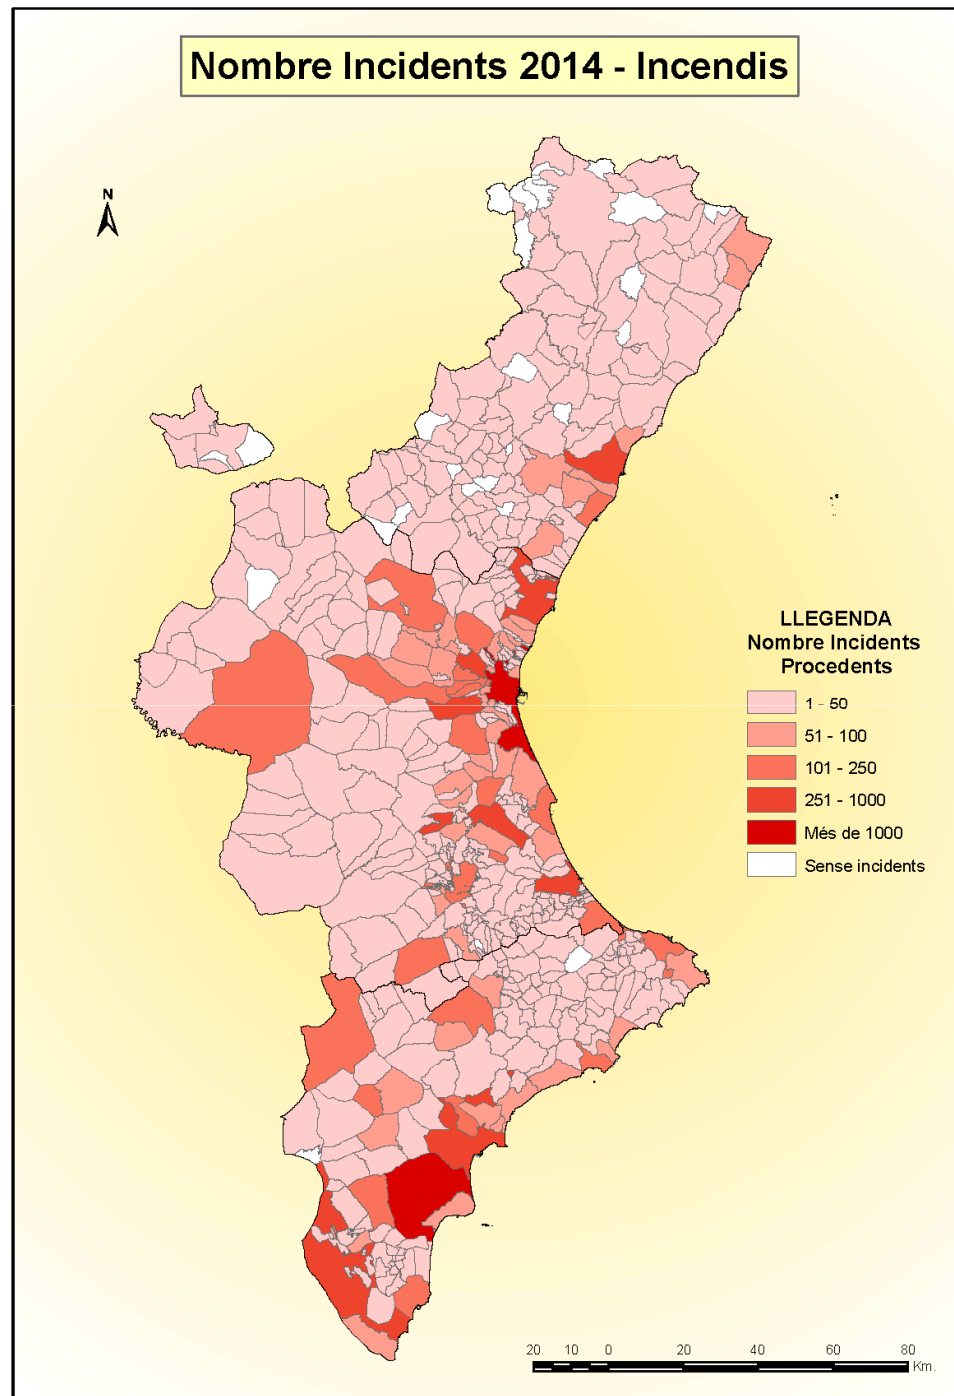 Nombre Incidents 2014 - Incendis
N
LLEGENDA
Nombre Incidents
Procedents
1 - 50
51 - 100
101 - 250
251 - 1000
Més de 1000
Sense incidents
20 10 0 20 40 60 80
Km.